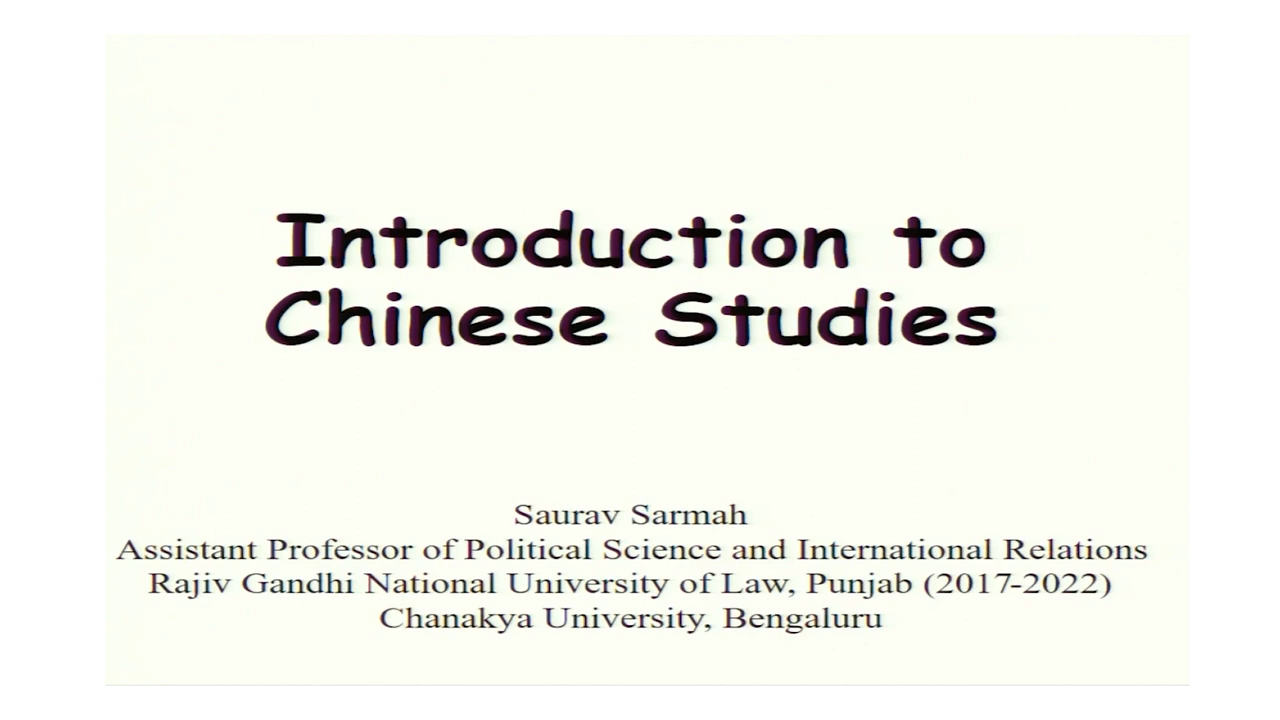 Introduction to
Chinese Studies
Saurav Sarmah
Assistant Professor of Political Science and International Relations
Rajiv Gandhi National University of Law, Punjab (2017-2022)
Chanakya University, Bengaluru